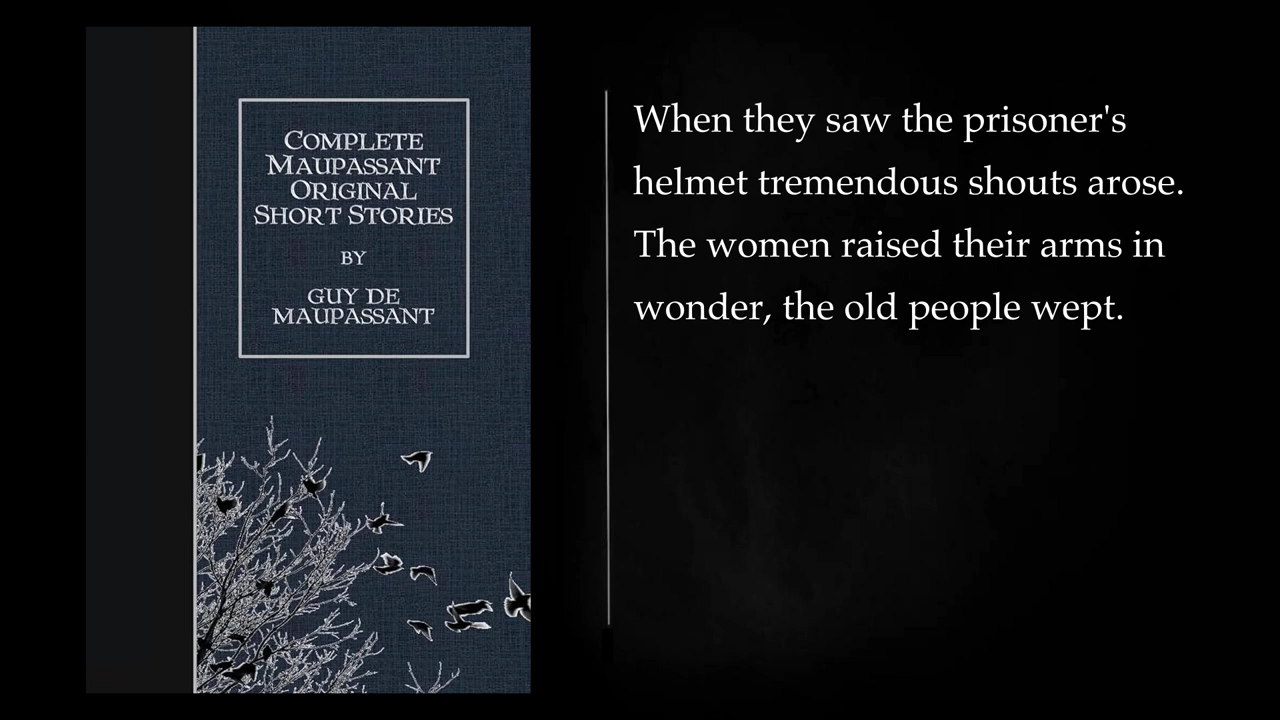 COMPLETE
MAUPASSANT
ORIGINAL
SHORT STORIES
BY
GUY DE
MAUPASSANT
When they saw the prisoner's
helmet tremendous shouts arose.
The women raised their arms in
wonder, the old people wept.